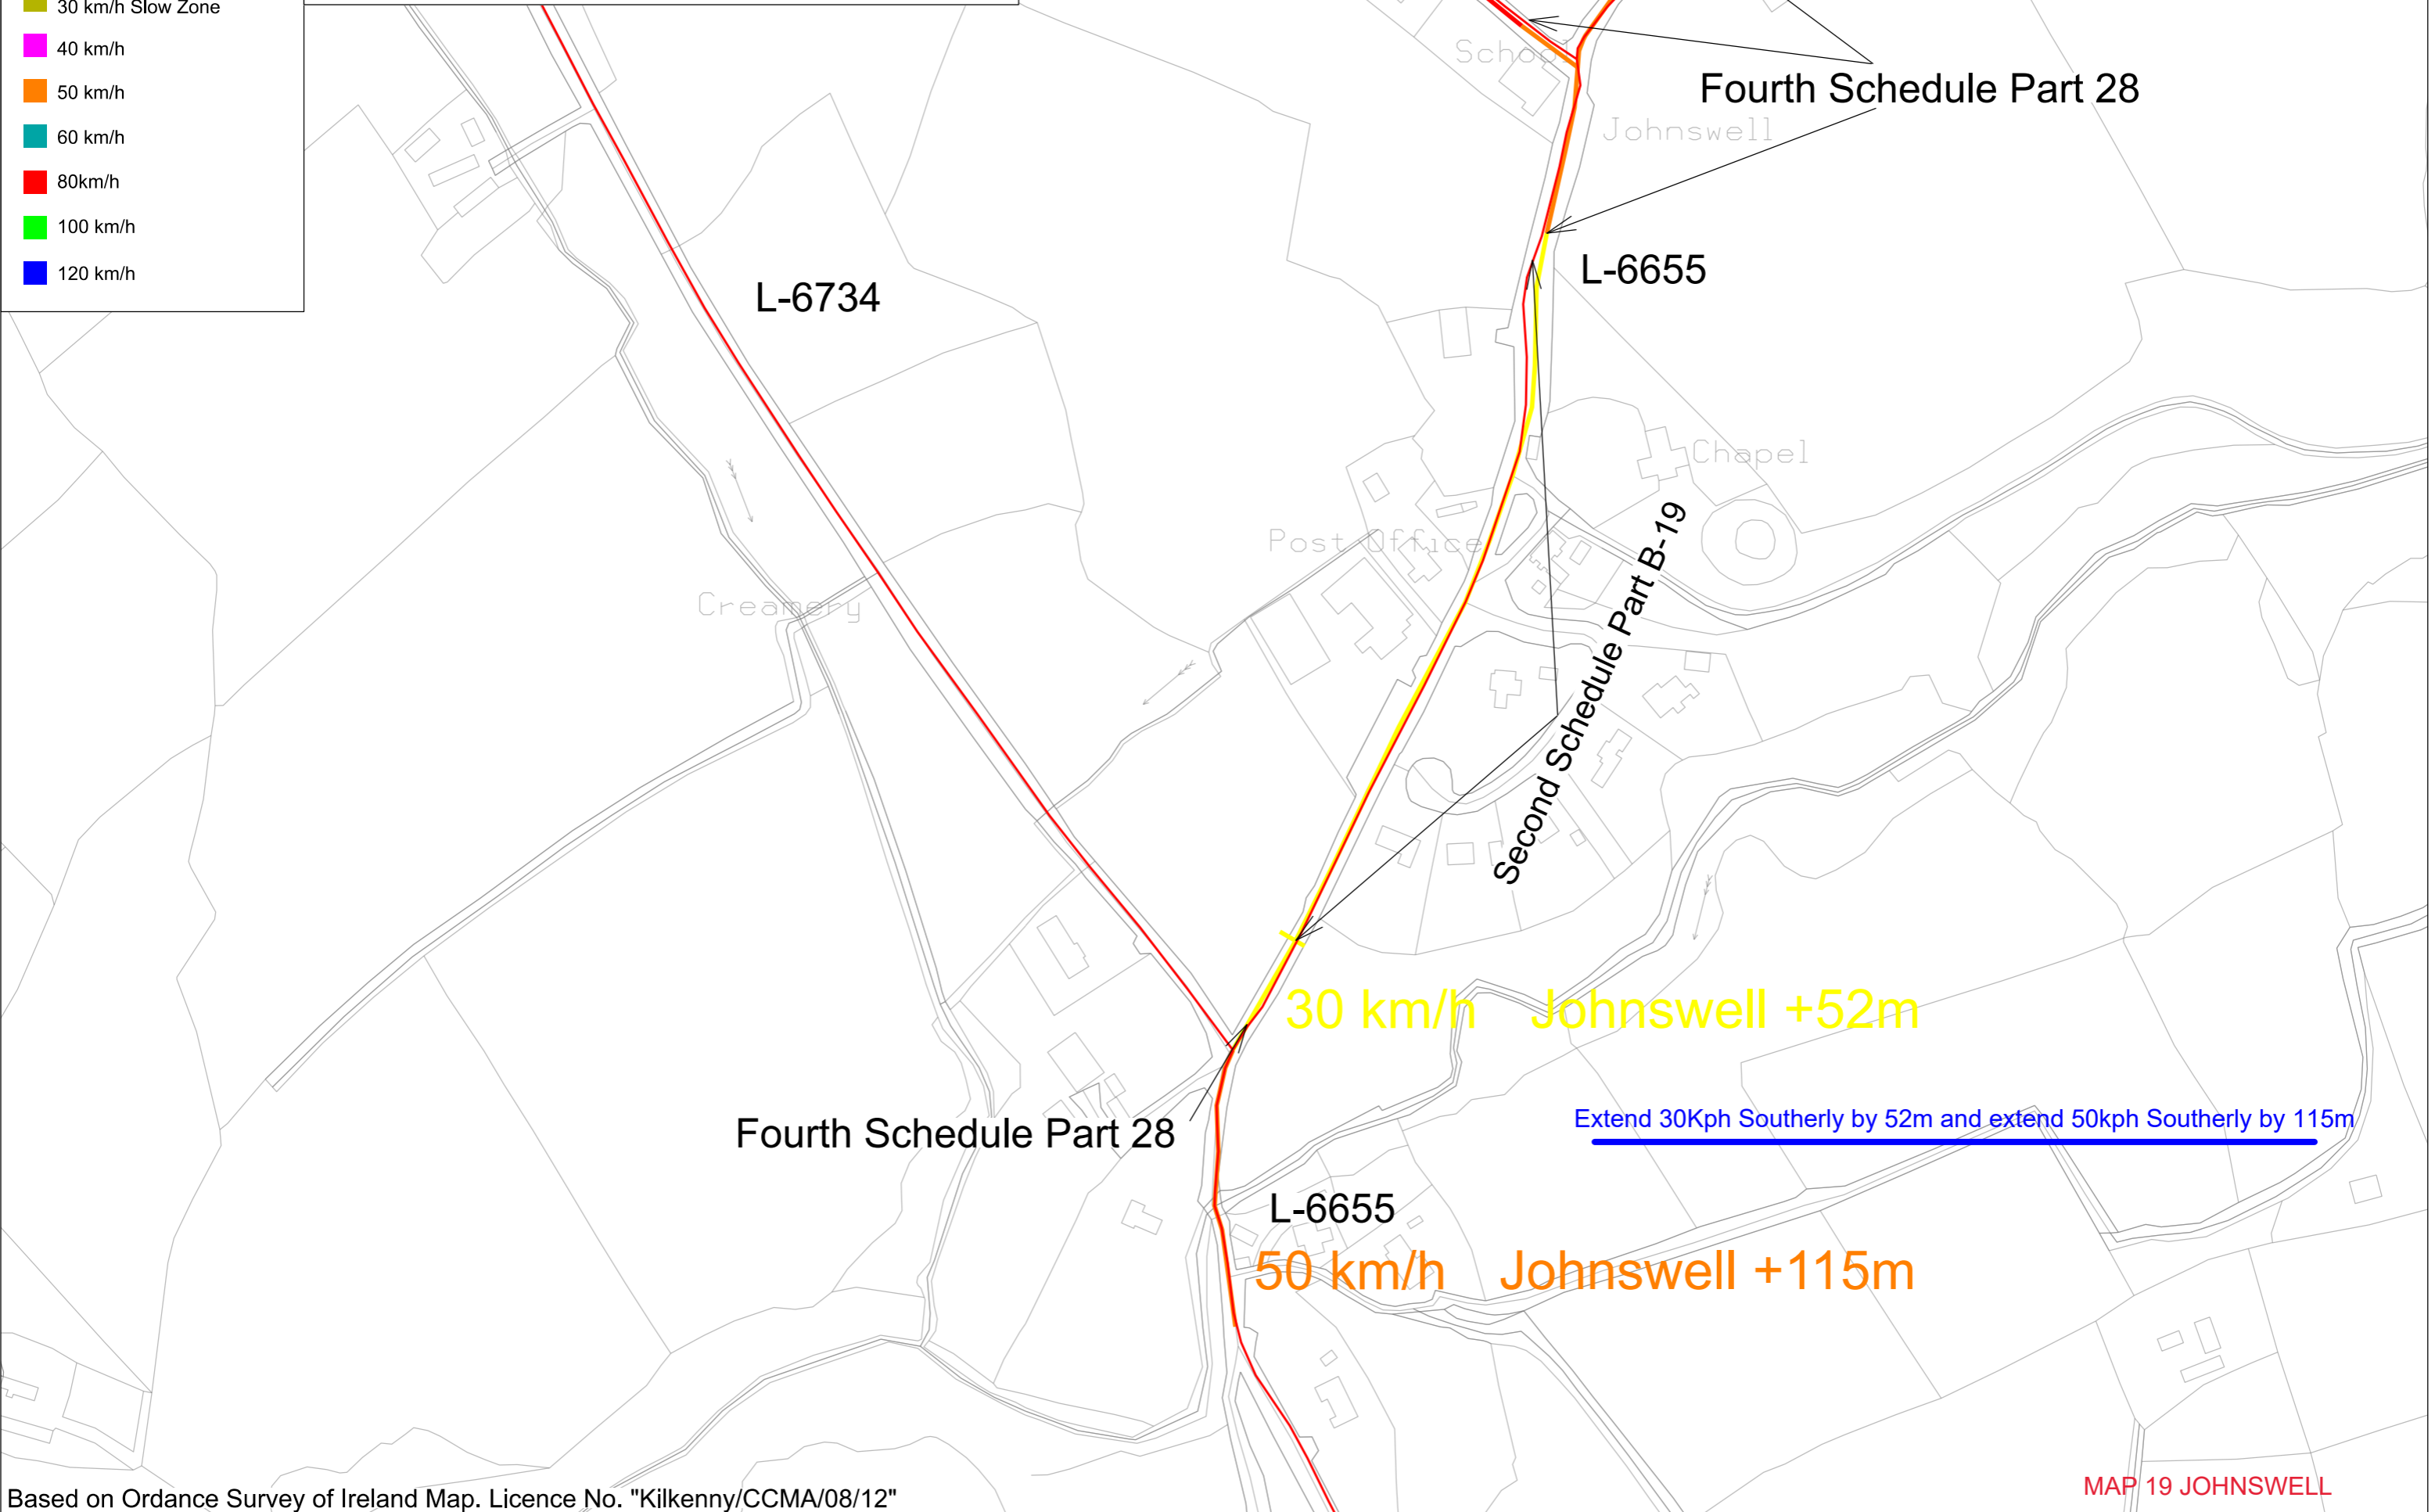 30 km/h Slow Zone
40 km/h
50 km/h
60 km/h
80km/h
100 km/h
120 km/h
School
Fourth Schedule Part 28
Johnswell
L-6655
L-6734
Chapel
Post Office
Second Schedule Part B-19
Creamery
30 km/h Johnswell +52m
Extend 30Kph Southerly by 52m and extend 50kph Southerly by 115m
Fourth Schedule Part 28
L-6655
50 km/h Johnswell +115m
MAP 19 JOHNSWELL
Based on Ordance Survey of Ireland Map. Licence No. "Kilkenny/CCMA/08/12"